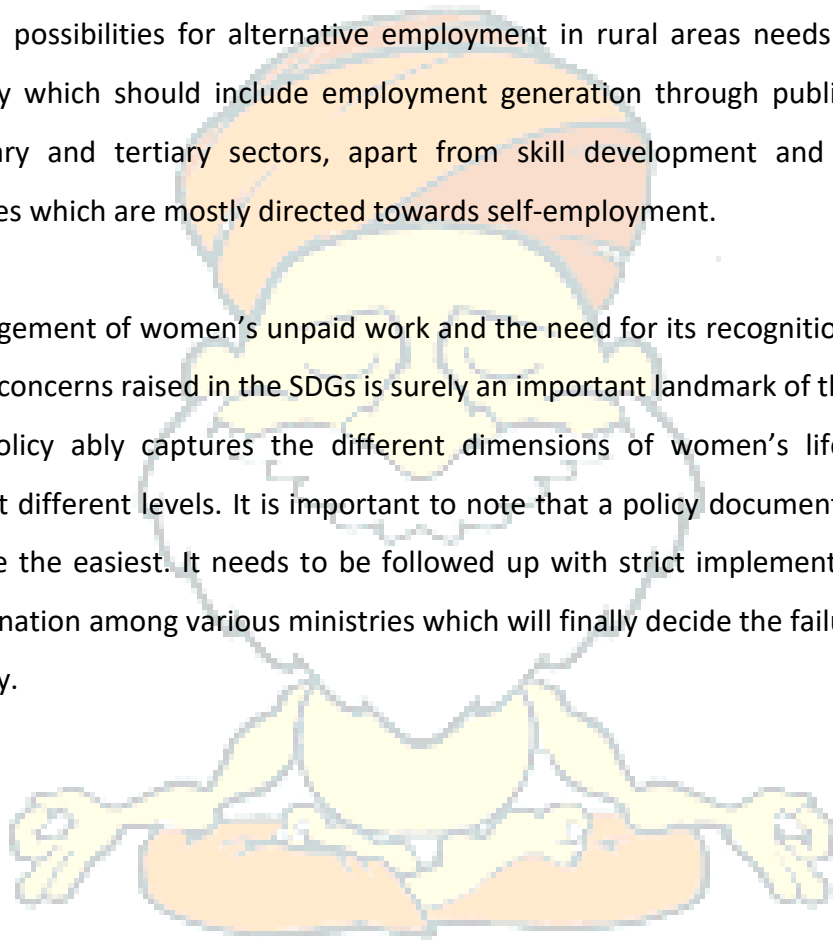 possibilities for alternative employment in rural areas needs
y which should include employment generation through publi
ary and tertiary sectors, apart from skill development and
es which are mostly directed towards self-employment.
gement of women’s unpaid work and the need for its recognitio
concerns raised in the SDGs is surely an important landmark of th
olicy ably captures the different dimensions of women’s life
t different levels. It is important to note that a policy document
e the easiest. It needs to be followed up with strict implement
nation among various ministries which will finally decide the failu
y.